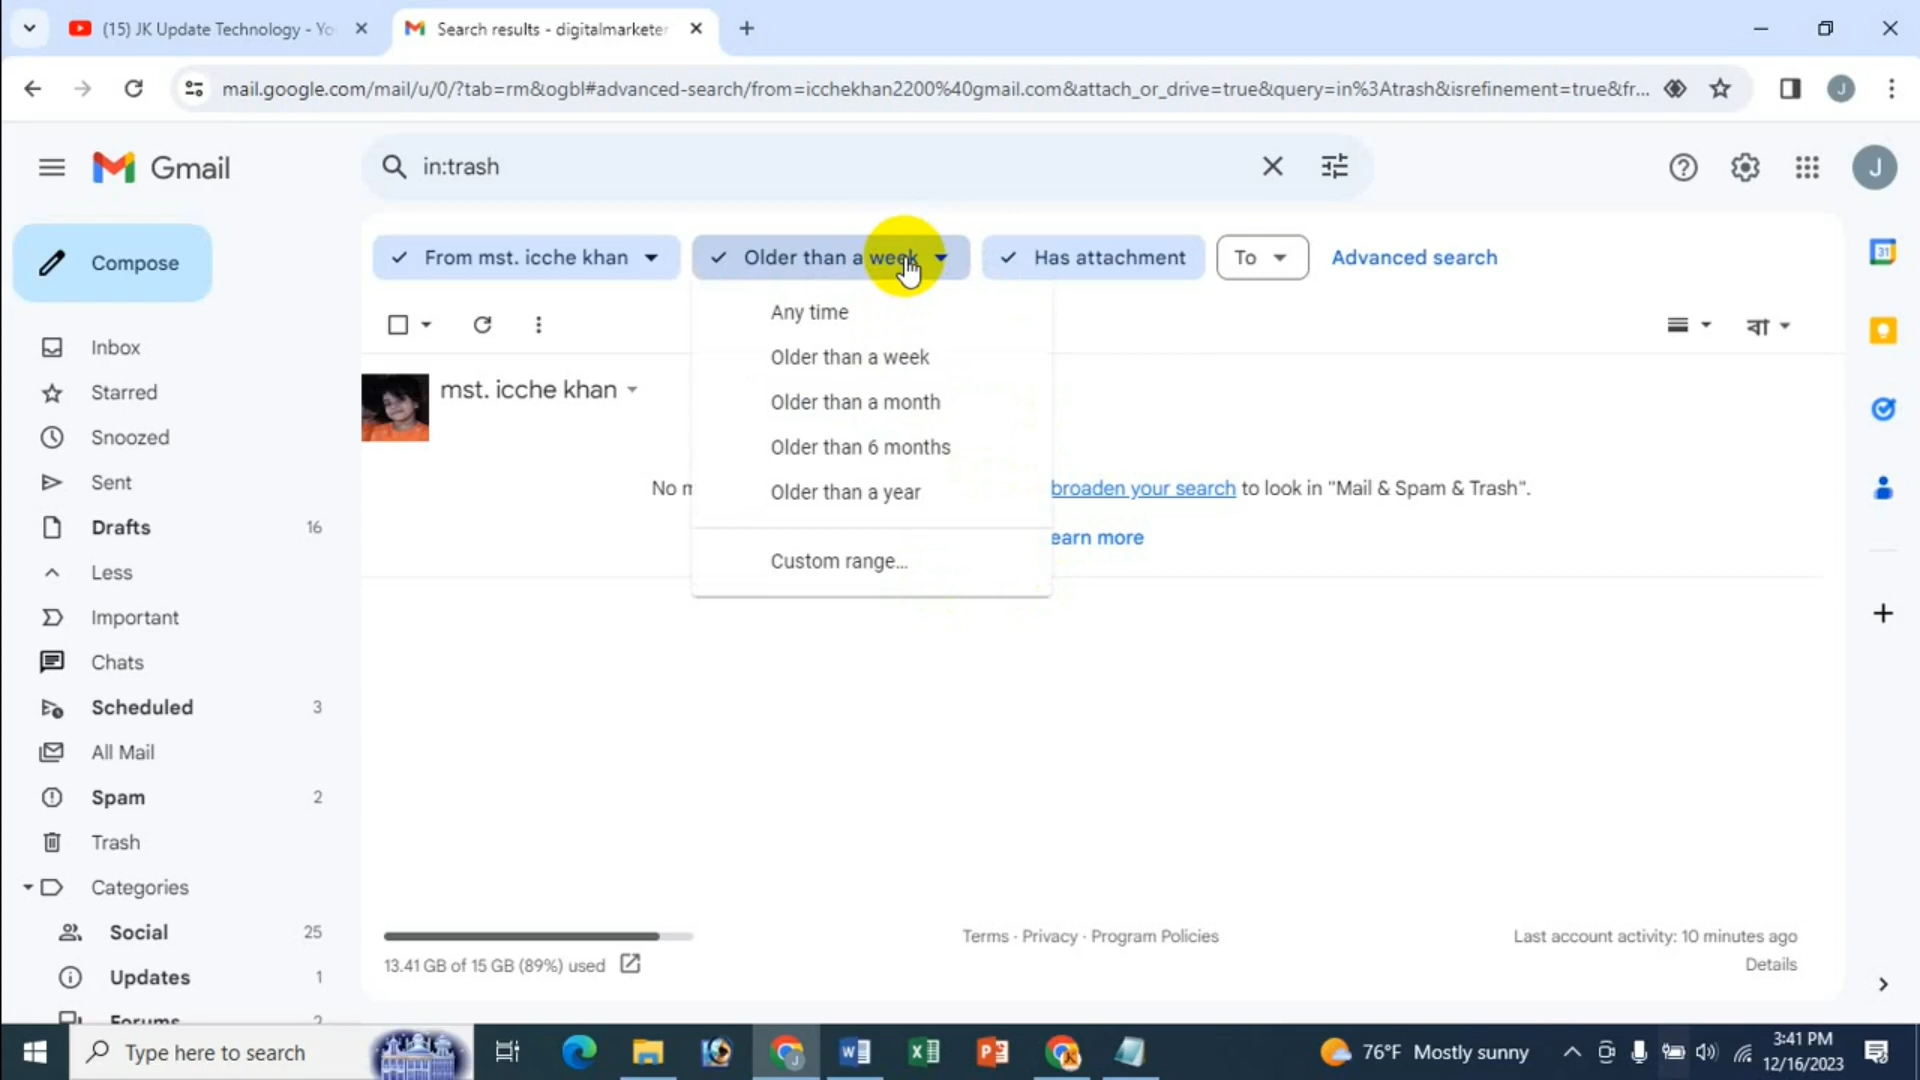 (15) JK Update Technology - Yo
Search results - digitalmarketer
mail.google.com/mail/u/0/?tab=rm&ogbl#advanced-search/from=icchekhan2200%40gmail.com&attach_or_drive=true&query=in%3Atrash&isrefinement=true&fr...
J
Gmail
in:trash
J
Compose
From mst. icche khan
Older than a week
Has attachment
To
Advanced search
31
Any time
Older than a week
Older than a month
Older than 6 months
Older than a year
Custom range...
বা
mst. icche khan
No m
broaden your search to look in "Mail & Spam & Trash".
earn more
Inbox
Starred
Snoozed
Sent
Drafts 16
Less
Important
Chats
Scheduled 3
All Mail
Spam 2
Trash
Categories
Social 25
Updates 1
Forums 2
13.41 GB of 15 GB (89%) used
Terms · Privacy · Program Policies
Last account activity: 10 minutes ago
Details
Type here to search
76°F Mostly sunny
3:41 PM
12/16/2023